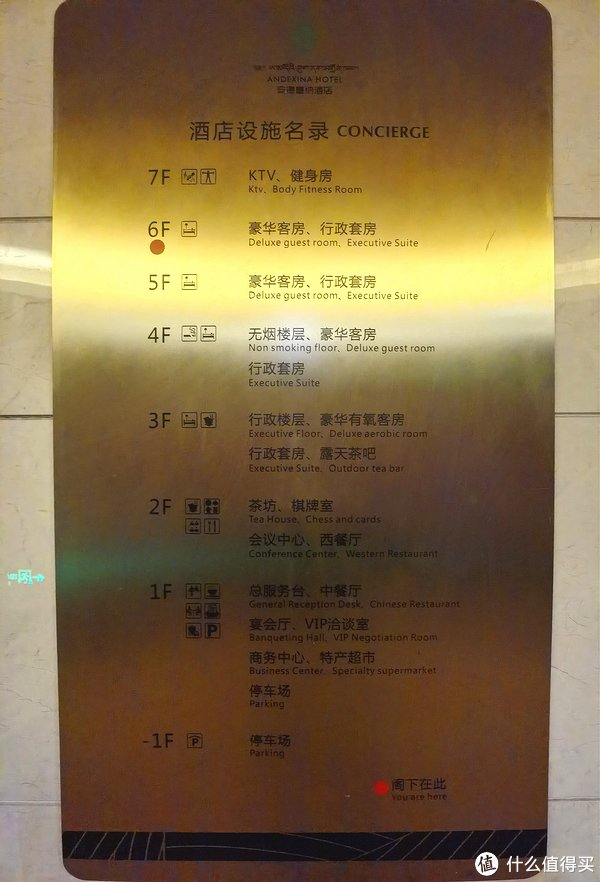 ANDEXINA HOTEL
安德喜纳酒店
酒店设施名录 CONCIERGE
7F KTV、健身房
Ktv、Body Fitness Room
6F 豪华客房、行政套房
Deluxe guest room、Executive Suite
5F 豪华客房、行政套房
Deluxe guest room、Executive Suite
4F 无烟楼层、豪华客房
Non smoking floor、Deluxe guest room
行政套房
Executive Suite
3F 行政楼层、豪华有氧客房
Executive Floor、Deluxe aerobic room
行政套房、露天茶吧
Executive Suite、Outdoor tea bar
2F 茶坊、棋牌室
Tea House、Chess and cards
会议中心、西餐厅
Conference Center、Western Restaurant
1F 总服务台、中餐厅
General Reception Desk、Chinese Restaurant
宴会厅、VIP洽谈室
Banqueting Hall、VIP Negotiation Room
P
商务中心、特产超市
Business Center、Specialty supermarket
停车场
Parking
-1F P 停车场
Parking
阁下在此
You are here
值 什么值得买